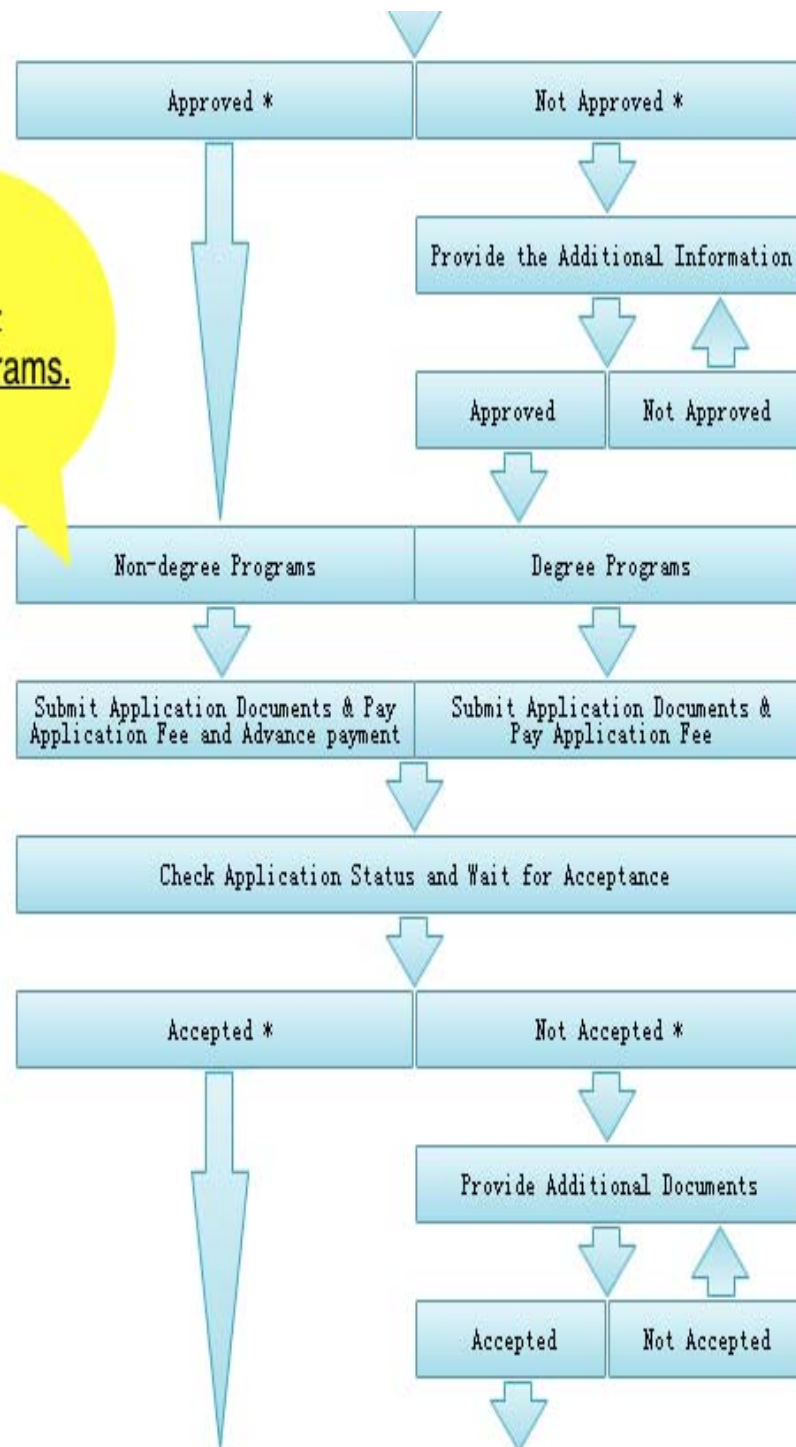 Approved *
Not Approved *
Provide the Additional Information
Approved
Not Approved
Non-degree Programs
Degree Programs
Submit Application Documents & Pay
Application Fee and Advance payment
Submit Application Documents &
Pay Application Fee
Check Application Status and Wait for Acceptance
Accepted *
Not Accepted *
Provide Additional Documents
Accepted
Not Accepted